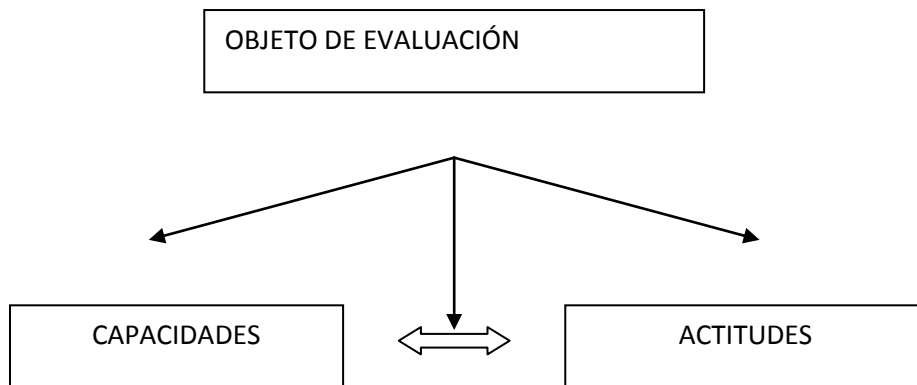 OBJETO DE EVALUACIÓN
CAPACIDADES
ACTITUDES